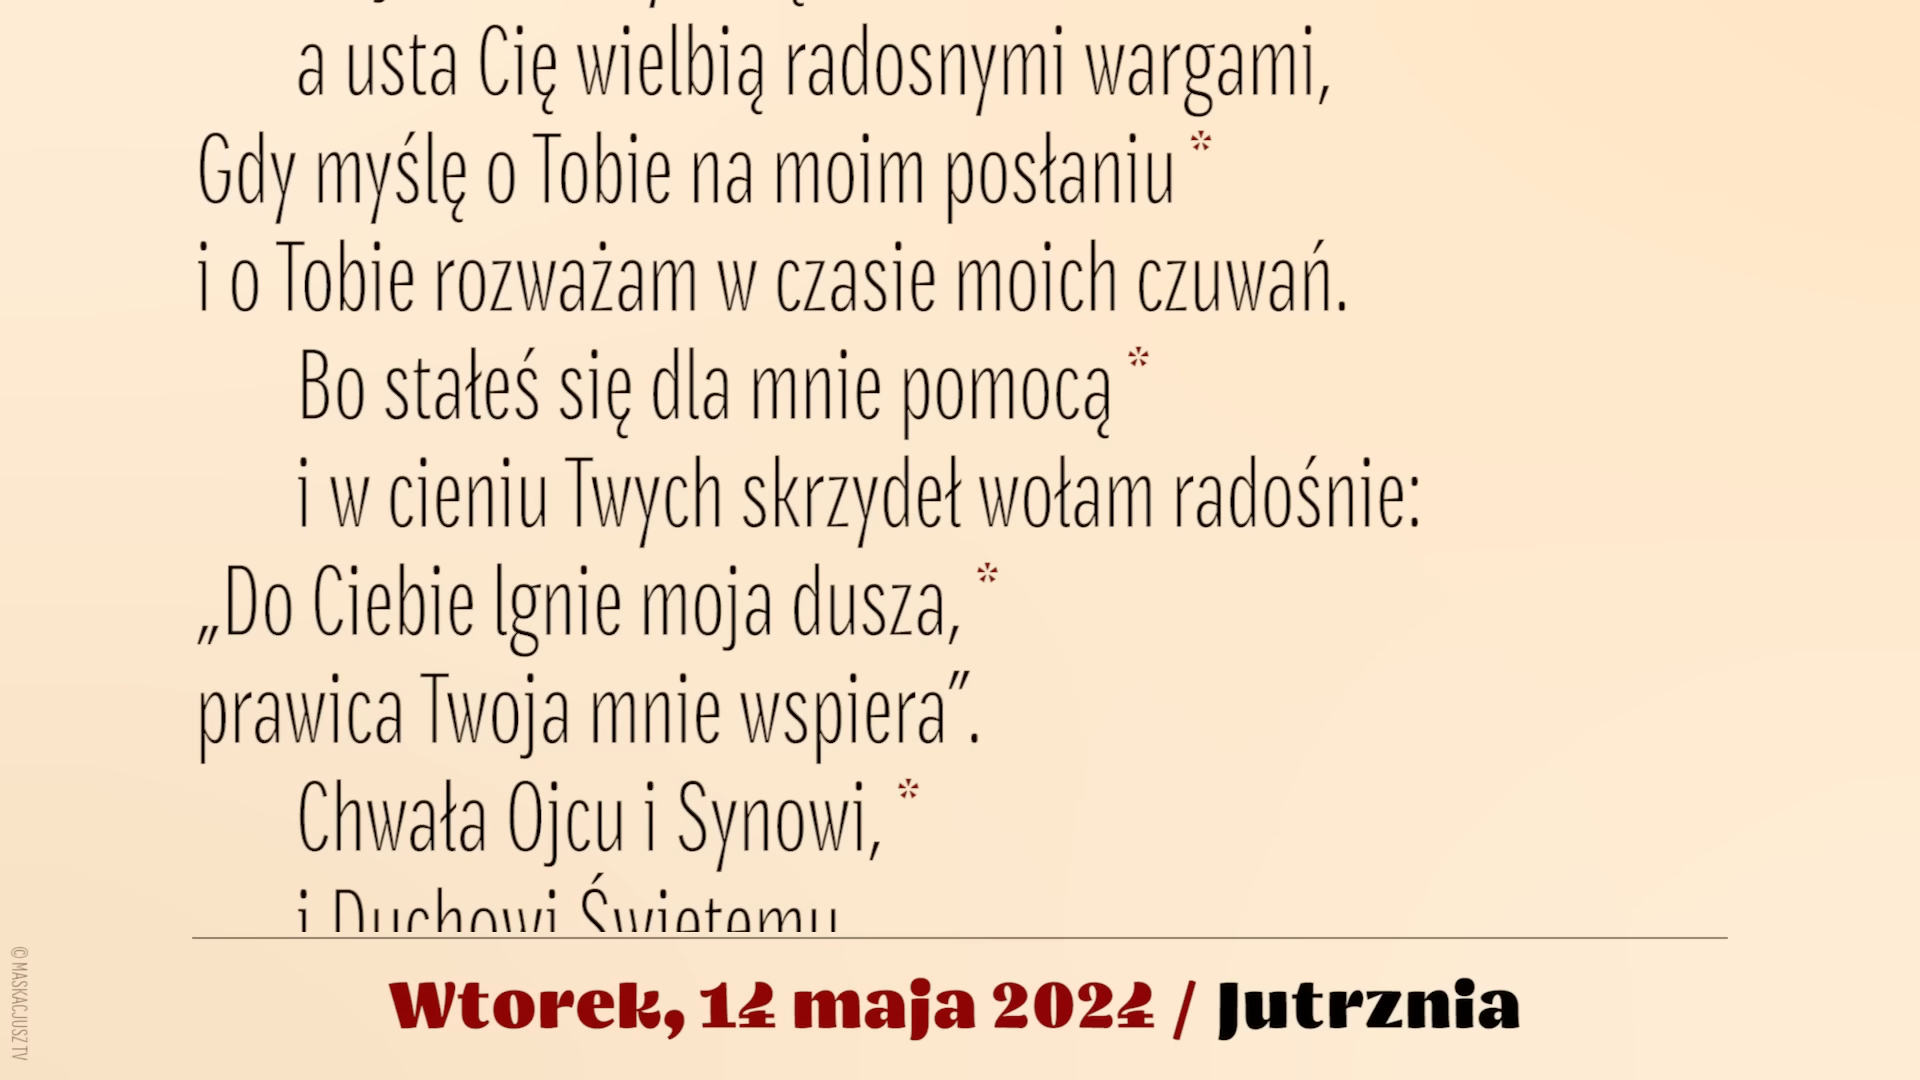 a usta Cię wielbią radosnymi wargami,
Gdy myślę o Tobie na moim posłaniu *
i o Tobie rozważam w czasie moich czuwań.
Bo stałeś się dla mnie pomocą *
i w cieniu Twych skrzydeł wołam radośnie:
„Do Ciebie lgnie moja dusza, *
prawica Twoja mnie wspiera”.
Chwała Ojcu i Synowi, *
i Duchowi Świętemu
Wtorek, 14 maja 2024 / Jutrznia
© MASKACJUSZ TV